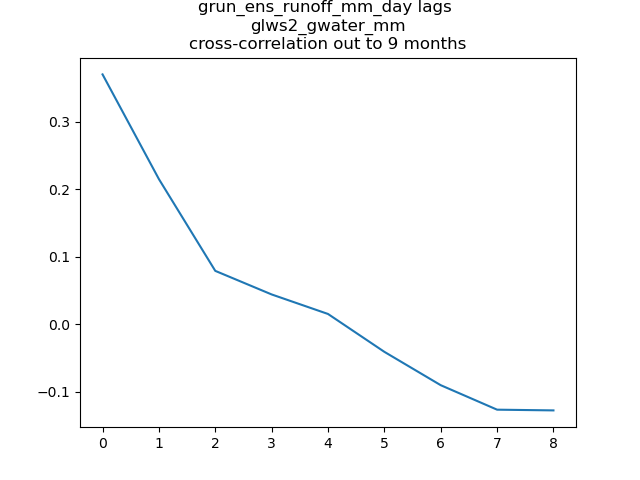 grun_ens_runoff_mm_day lags
glws2_gwater_mm
cross-correlation out to 9 months
0.3
0.2
0.1
0.0
−0.1
0 1 2 3 4 5 6 7 8